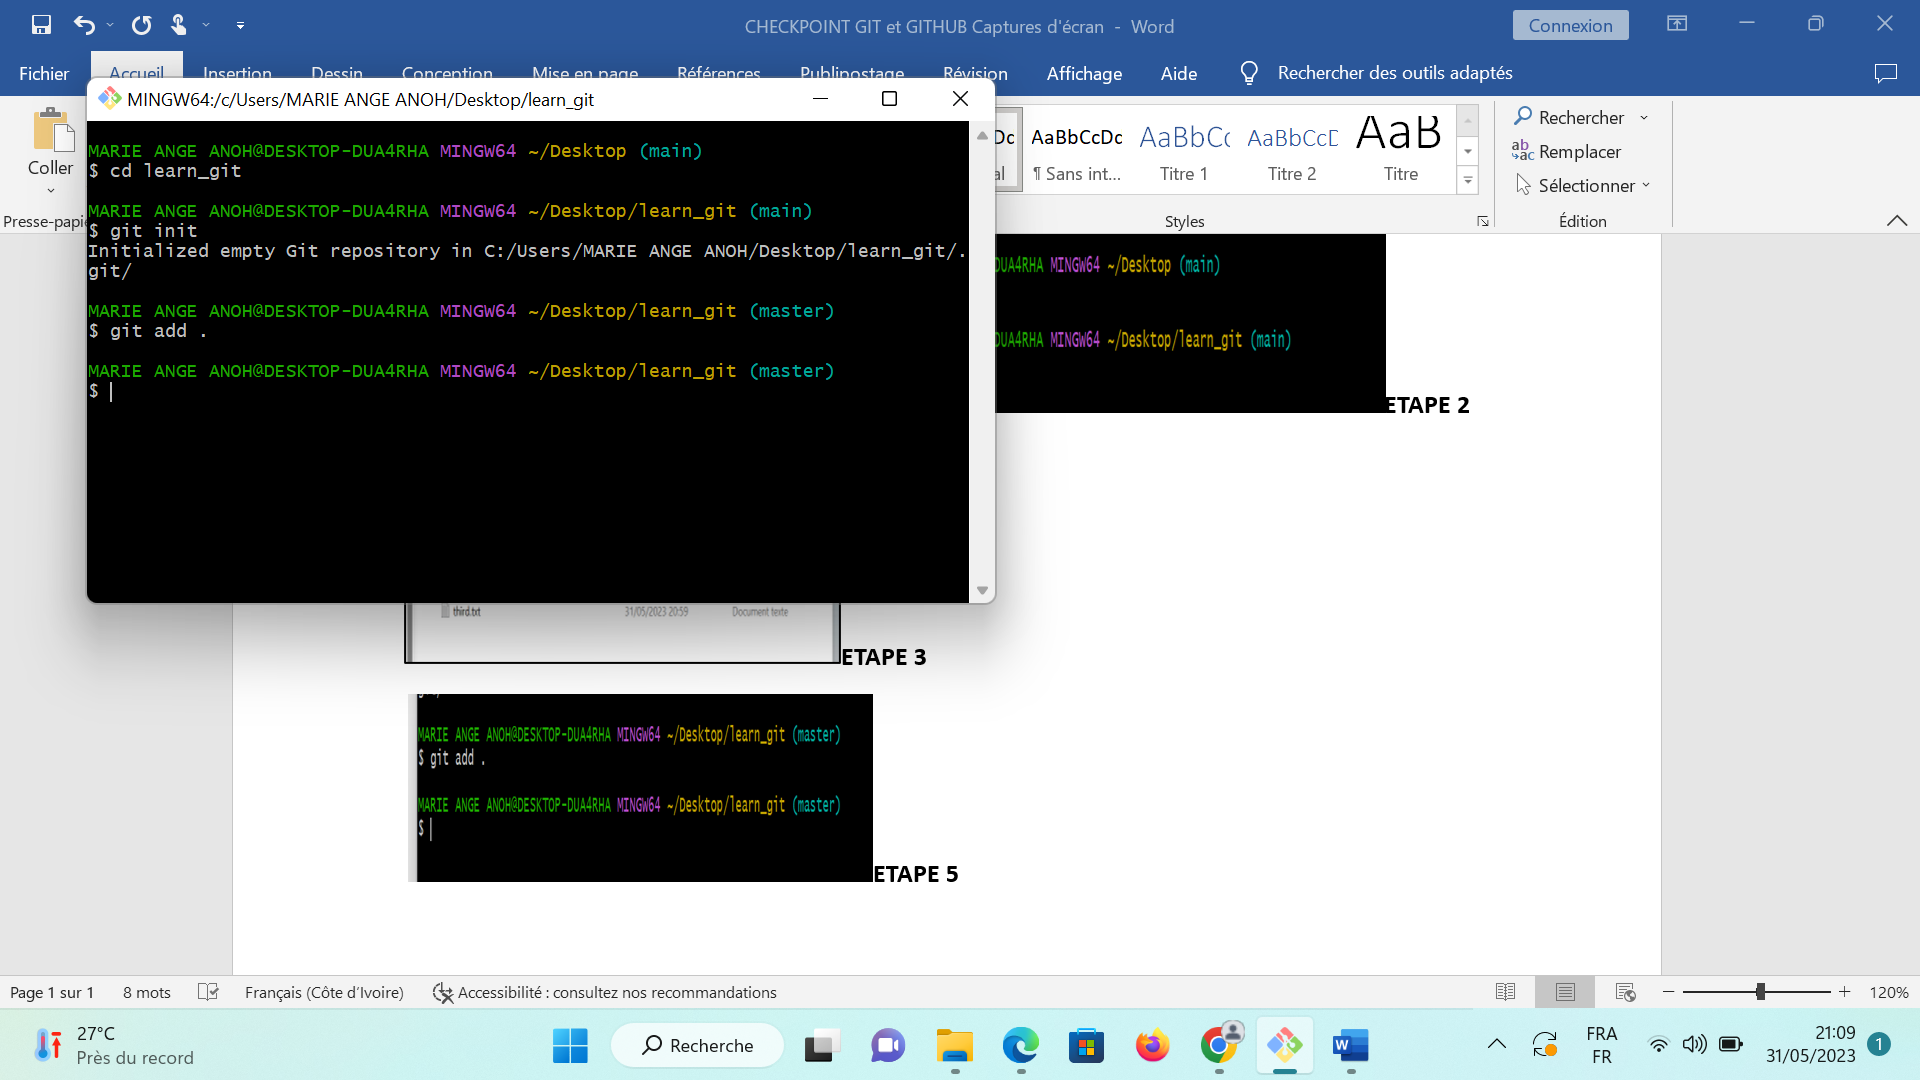 CHECKPOINT GIT et GITHUB Captures d'écran - Word
Connexion
Fichier
Accueil
Insertion
Dessin
Conception
Mise en page
Références
Publipostage
Révision
Affichage
Aide
Rechercher des outils adaptés
MINGW64:/c/Users/MARIE ANGE ANOH/Desktop/learn_git
MARIE ANGE ANOH@DESKTOP-DUA4RHA MINGW64 ~/Desktop (main)
$ cd learn_git
MARIE ANGE ANOH@DESKTOP-DUA4RHA MINGW64 ~/Desktop/learn_git (main)
$ git init
Initialized empty Git repository in C:/Users/MARIE ANGE ANOH/Desktop/learn_git/.
git/
MARIE ANGE ANOH@DESKTOP-DUA4RHA MINGW64 ~/Desktop/learn_git (master)
$ git add .
MARIE ANGE ANOH@DESKTOP-DUA4RHA MINGW64 ~/Desktop/learn_git (master)
$
Coller
Presse-papi
AaBbCcDc
¶ Sans int...
AaBbCc
Titre 1
AaBbCcD
Titre 2
AaB
Titre
Styles
Rechercher
Remplacer
Sélectionner
Édition
DUA4RHA MINGW64 ~/Desktop (main)
DUA4RHA MINGW64 ~/Desktop/learn_git (main)
ETAPE 2
third.txt 31/05/2023 20:59 Document texte
ETAPE 3
MARIE ANGE ANOH@DESKTOP-DUA4RHA MINGW64 ~/Desktop/learn_git (master)
$ git add .
MARIE ANGE ANOH@DESKTOP-DUA4RHA MINGW64 ~/Desktop/learn_git (master)
$
ETAPE 5
Page 1 sur 1
8 mots
Français (Côte d'Ivoire)
Accessibilité : consultez nos recommandations
120%
27°C
Près du record
Recherche
FRA
FR
21:09
31/05/2023
1